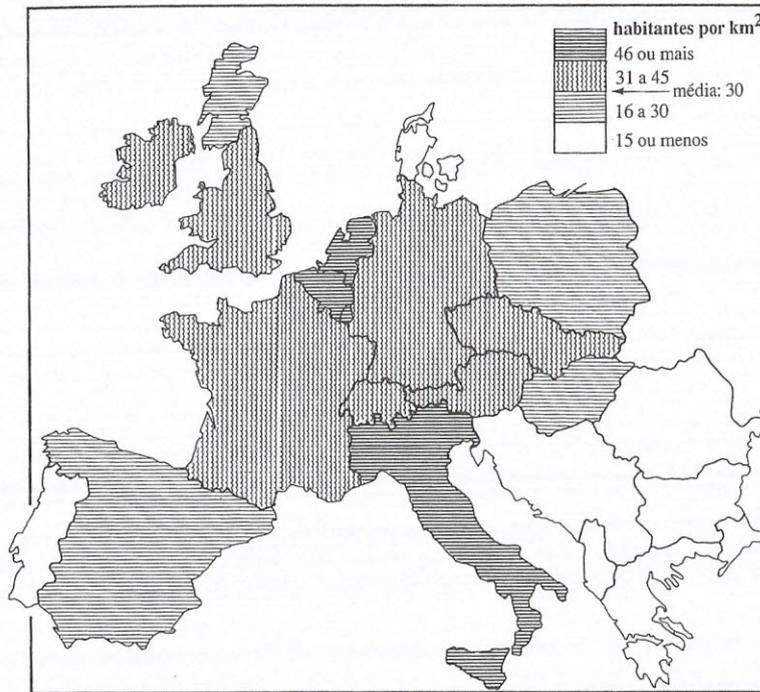 habitantes por km²
46 ou mais
31 a 45
média: 30
16 a 30
15 ou menos